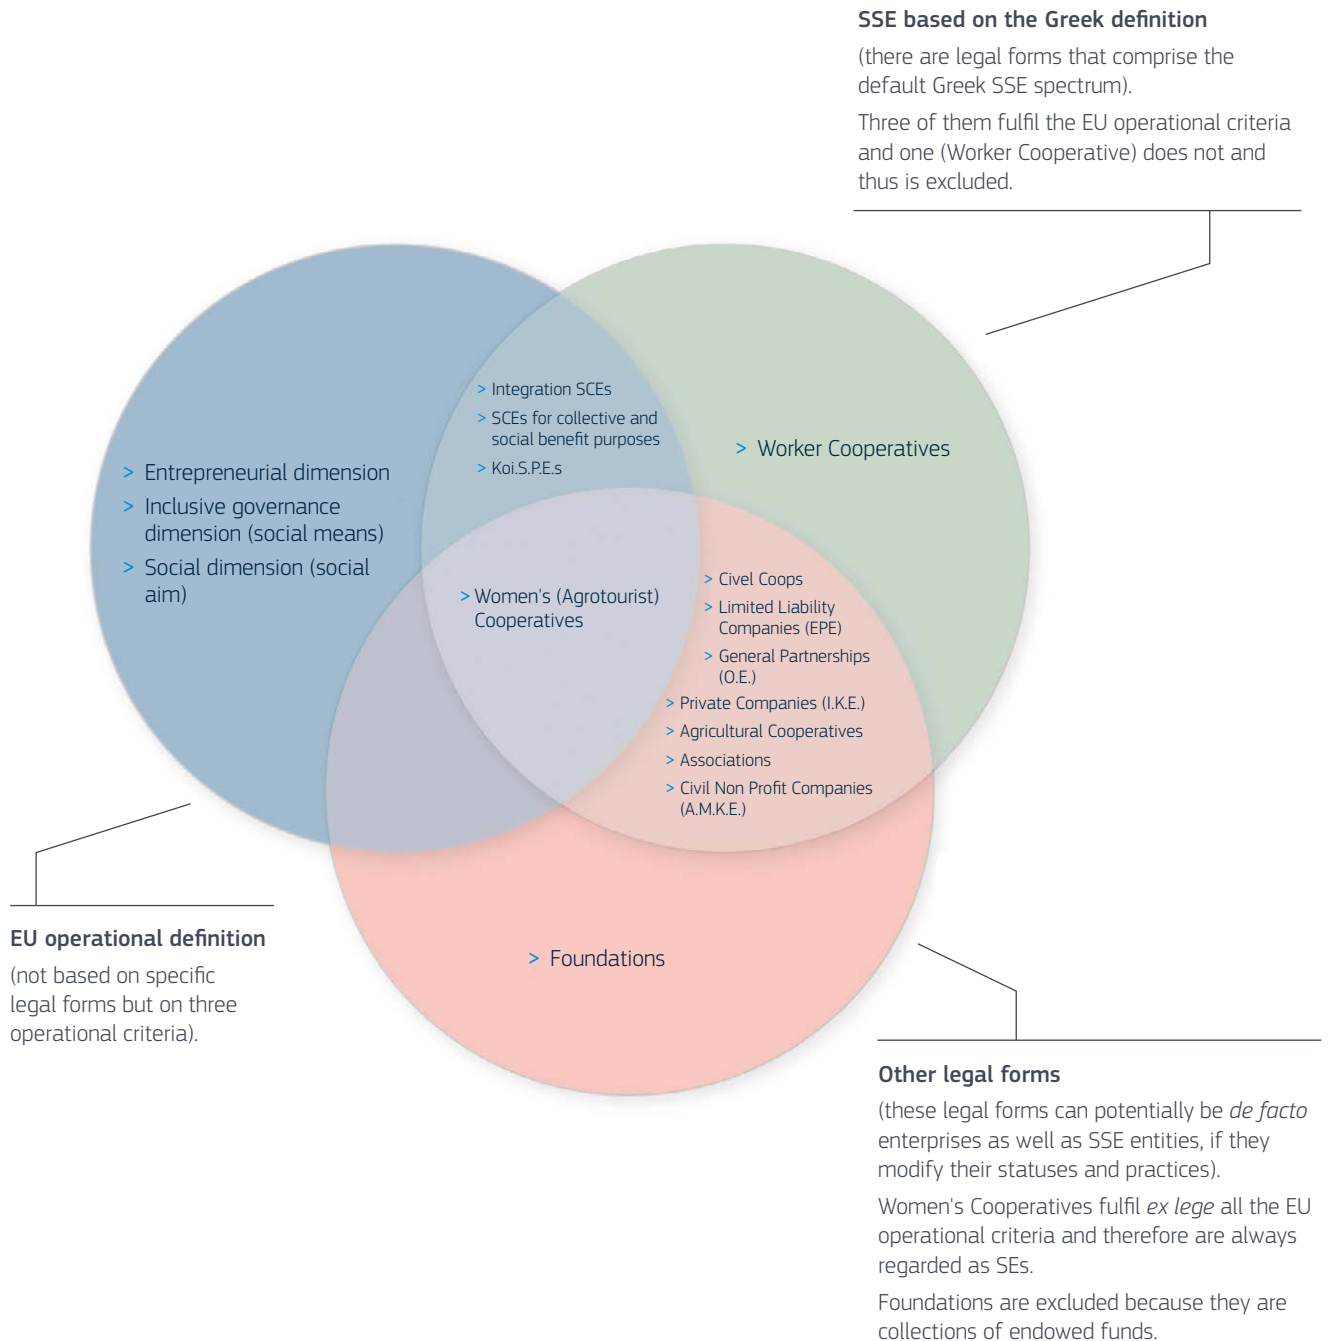 SSE based on the Greek definition
(there are legal forms that comprise the
default Greek SSE spectrum).
Three of them fulfil the EU operational criteria
and one (Worker Cooperative) does not and
thus is excluded.
> Integration SCEs
> SCEs for collective and
social benefit purposes
> Koi.S.P.E.s
> Worker Cooperatives
> Entrepreneurial dimension
> Inclusive governance
dimension (social means)
> Social dimension (social
aim)
> Women's (Agrotourist)
Cooperatives
> Civel Coops
> Limited Liability
Companies (EPE)
> General Partnerships
(O.E.)
> Private Companies (I.K.E.)
> Agricultural Cooperatives
> Associations
> Civil Non Profit Companies
(A.M.K.E.)
> Foundations
EU operational definition
(not based on specific
legal forms but on three
operational criteria).
Other legal forms
(these legal forms can potentially be de facto
enterprises as well as SSE entities, if they
modify their statuses and practices).
Women's Cooperatives fulfil ex lege all the EU
operational criteria and therefore are always
regarded as SEs.
Foundations are excluded because they are
collections of endowed funds.